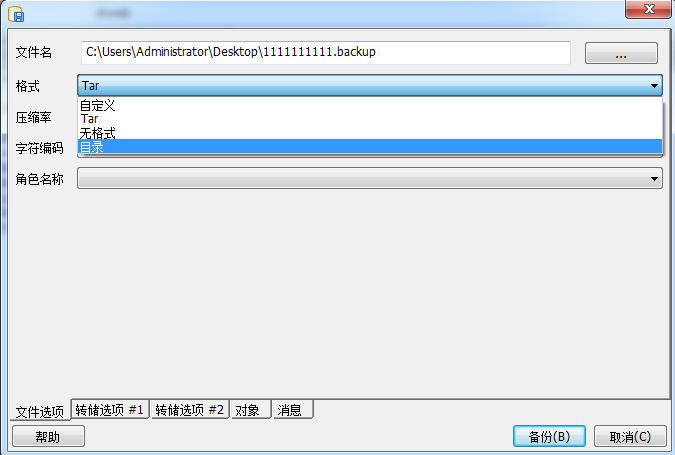 文件名 C:\Users\Administrator\Desktop\1111111111.backup ...
格式 Tar
自定义
压缩率 Tar
无格式
字符编码 目录
角色名称
文件选项 转储选项 #1 转储选项 #2 对象 消息
帮助 备份(B) 取消(C)